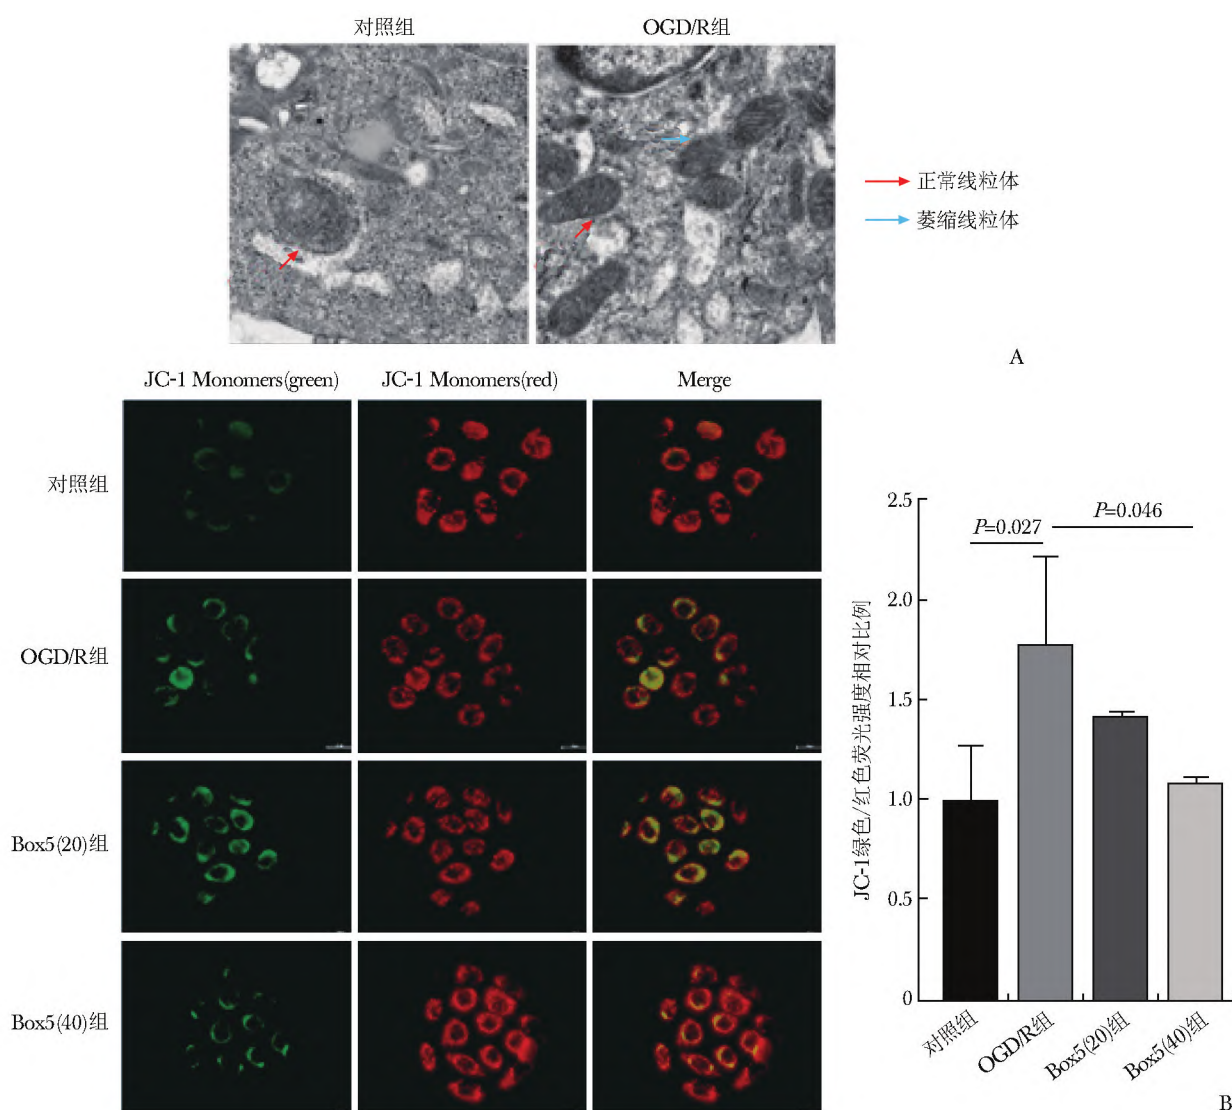 对照组
OGD/R组
正常线粒体
萎缩线粒体
A
JC-1 Monomers(green)
JC-1 Monomers(red)
Merge
对照组
OGD/R组
Box5(20)组
Box5(40)组
JC-1绿色/红色荧光强度相对比例
2.5
2.0
1.5
1.0
0.5
0
P=0.027
P=0.046
对照组
OGD/R组
Box5(20)组
Box5(40)组
B